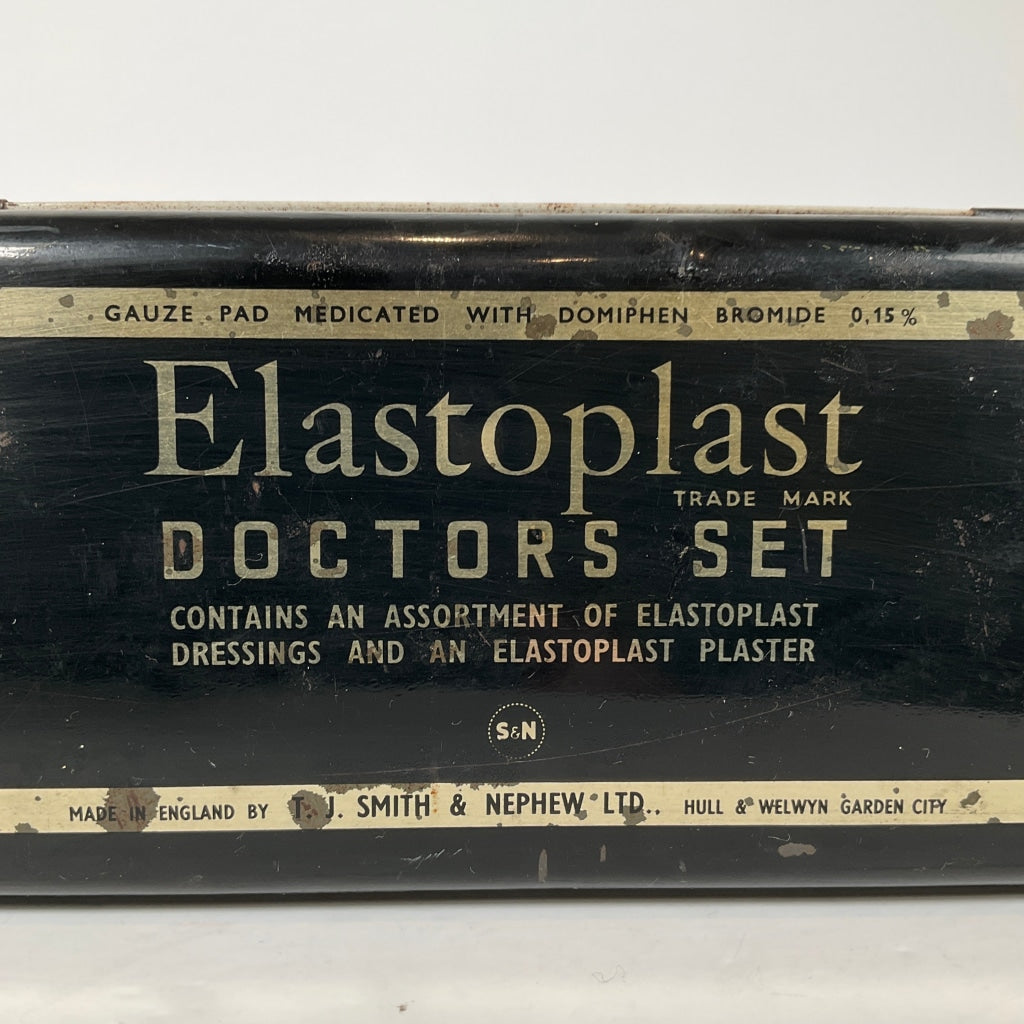 GAUZE PAD MEDICATED WITH DOMIPHEN BROMIDE 0,15%
Elastoplast
TRADE MARK
DOCTORS SET
CONTAINS AN ASSORTMENT OF ELASTOPLAST
DRESSINGS AND AN ELASTOPLAST PLASTER
S&N
MADE IN ENGLAND BY T. J. SMITH & NEPHEW LTD., HULL & WELWYN GARDEN CITY